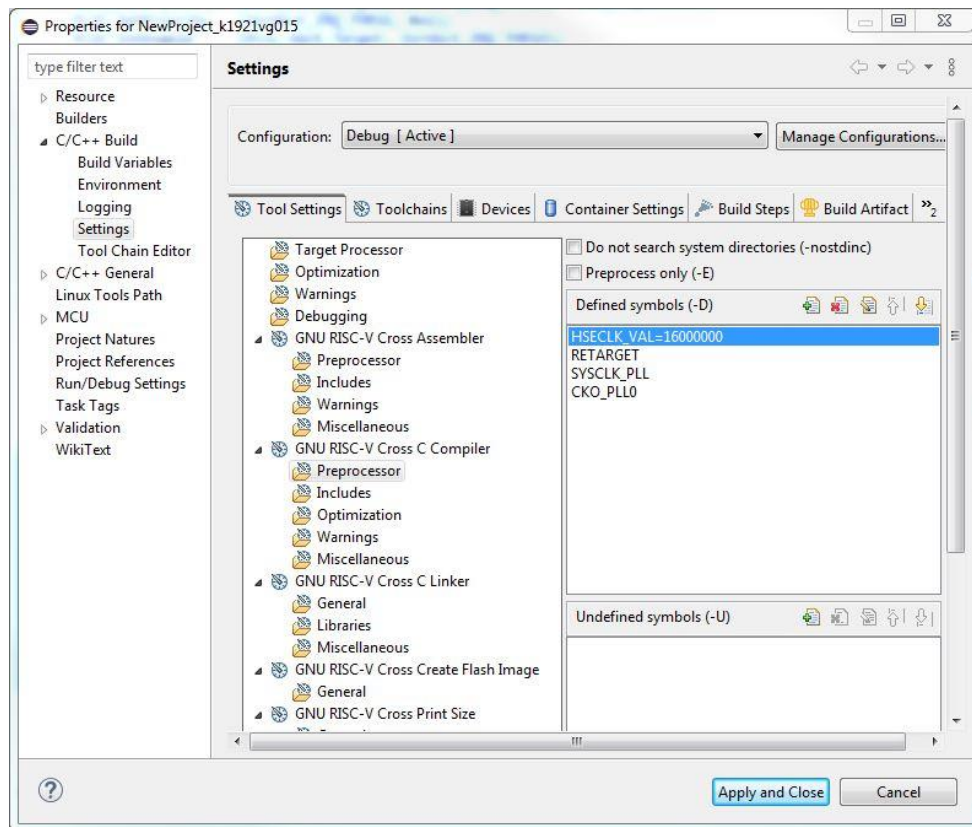 Properties for NewProject_k1921vg015
type filter text
Resource
Builders
C/C++ Build
Build Variables
Environment
Logging
Settings
Tool Chain Editor
C/C++ General
Linux Tools Path
MCU
Project Natures
Project References
Run/Debug Settings
Task Tags
Validation
WikiText
Settings
Configuration: Debug [ Active ] Manage Configurations...
Tool Settings Toolchains Devices Container Settings Build Steps Build Artifact »2
Target Processor
Optimization
Warnings
Debugging
GNU RISC-V Cross Assembler
Preprocessor
Includes
Warnings
Miscellaneous
GNU RISC-V Cross C Compiler
Preprocessor
Includes
Optimization
Warnings
Miscellaneous
GNU RISC-V Cross C Linker
General
Libraries
Miscellaneous
GNU RISC-V Cross Create Flash Image
General
GNU RISC-V Cross Print Size
Do not search system directories (-nostdinc)
Preprocess only (-E)
Defined symbols (-D)
HSECLK_VAL=16000000
RETARGET
SYSCLK_PLL
CKO_PLL0
Undefined symbols (-U)
Apply and Close Cancel